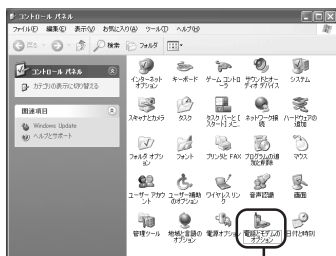 コントロール パネル
ファイル(F) 編集(E) 表示(V) お気に入り(A) ツール(T) ヘルプ(H)
戻る 検索 フォルダ
コントロール パネル
カテゴリの表示に切り替える
関連項目
Windows Update
ヘルプとサポート
インターネット オプション
キーボード
ゲーム コントローラ
サウンドとオーディオ デバイス
システム
スキャナとカメラ
タスク
タスク バーと [スタート] メニ...
ネットワーク接続
ハードウェアの追加
フォルダ オプション
フォント
プリンタと FAX
プログラムの追加と削除
マウス
ユーザー アカウント
ユーザー補助のオプション
ワイヤレスリンク
音声認識
画面
管理ツール
地域と言語のオプション
電源オプション
電話とモデムのオプション
日付と時刻